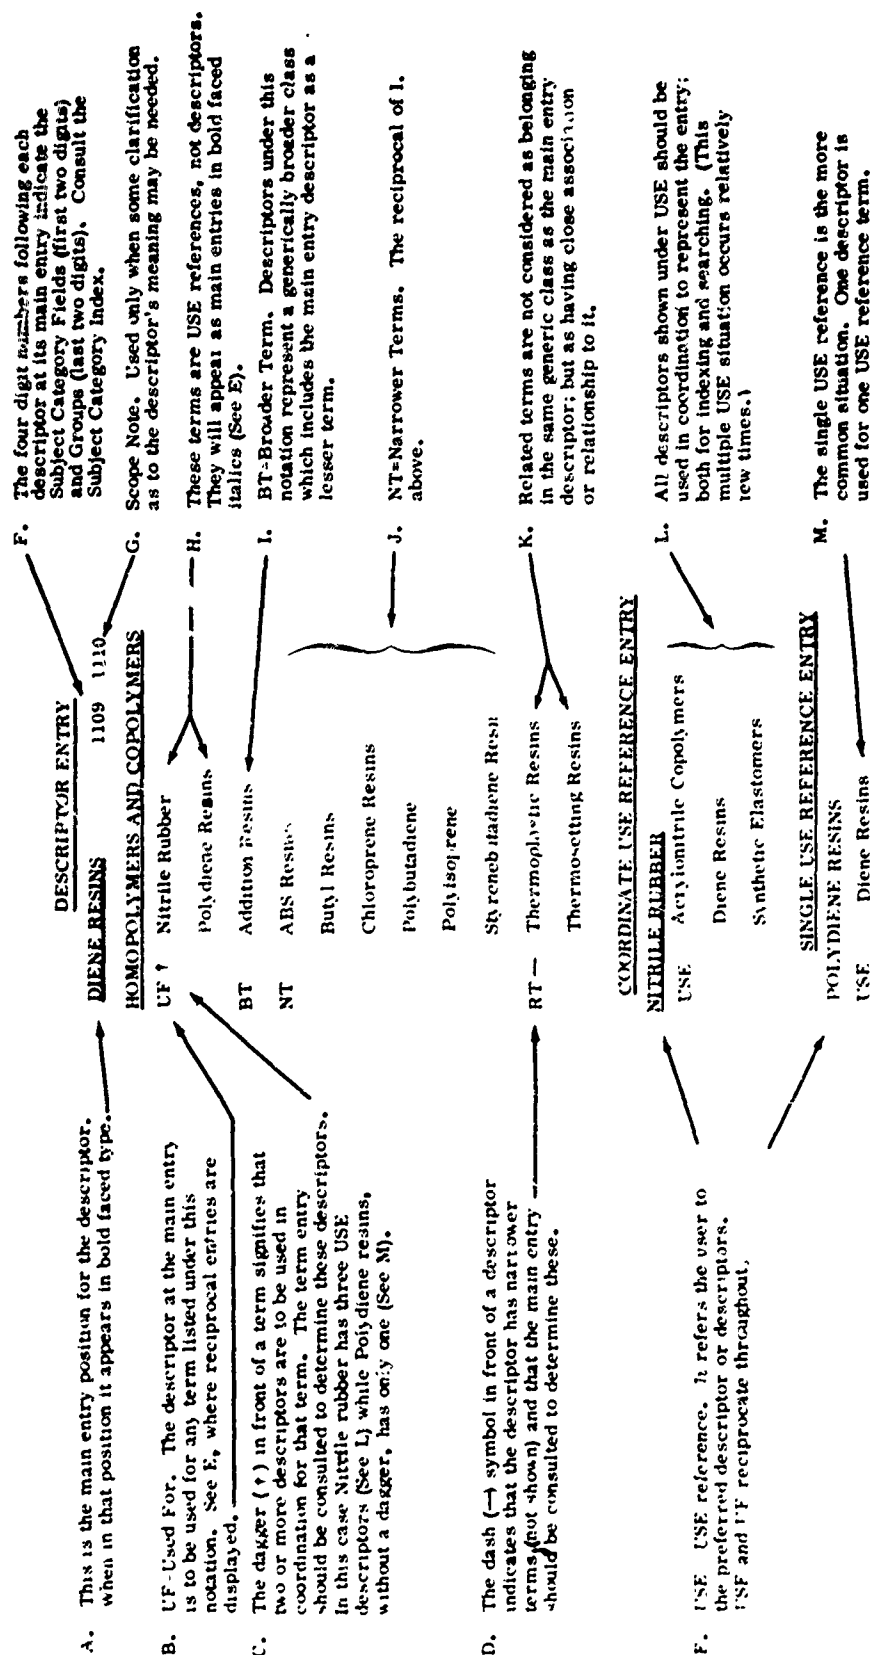 A. This is the main entry position for the descriptor.
when in that position it appears in bold faced type.
B. UF-Used For. The descriptor at the main entry
is to be used for any term listed under this
notation. See E, where reciprocal entries are
displayed.
C. The dagger (↑) in front of a term signifies that
two or more descriptors are to be used in
coordination for that term. The term entry
should be consulted to determine these descriptors.
In this case Nitrile rubber has three USE
descriptors (See L) while Polydiene resins,
without a dagger, has only one (See M).
D. The dash (—) symbol in front of a descriptor
indicates that the descriptor has narrower
terms (not shown) and that the main entry
should be consulted to determine these.
F. USE USE reference. It refers the user to
the preferred descriptor or descriptors.
USE and UF reciprocate throughout.
DESCRIPTOR ENTRY
DIENE RESINS 1109 1110
HOMOPOLYMERS AND COPOLYMERS
UF ↑ Nitrile Rubber
Polydiene Resins
BT Addition Resins
NT ABS Resins
Butyl Resins
Chloroprene Resins
Polybutadiene
Polyisoprene
Styrenebutadiene Resin
RT — Thermoplastic Resins
Thermosetting Resins
COORDINATE USE REFERENCE ENTRY
NITRILE RUBBER
USE Acrylonitrile Copolymers
Diene Resins
Synthetic Elastomers
SINGLE USE REFERENCE ENTRY
POLYDIENE RESINS
USE Diene Resins
F. The four digit numbers following each
descriptor at its main entry indicate the
Subject Category Fields (first two digits)
and Groups (last two digits). Consult the
Subject Category Index.
G. Scope Note. Used only when some clarification
as to the descriptor's meaning may be needed.
H. These terms are USE references, not descriptors.
They will appear as main entries in bold faced
italics (See E).
I. BT=Broader Term. Descriptors under this
notation represent a generically broader class
which includes the main entry descriptor as a
lesser term.
J. NT=Narrower Terms. The reciprocal of I.
above.
K. Related terms are not considered as belonging
in the same generic class as the main entry
descriptor; but as having close association
or relationship to it.
L. All descriptors shown under USE should be
used in coordination to represent the entry;
both for indexing and searching. (This
multiple USE situation occurs relatively
few times.)
M. The single USE reference is the more
common situation. One descriptor is
used for one USE reference term.